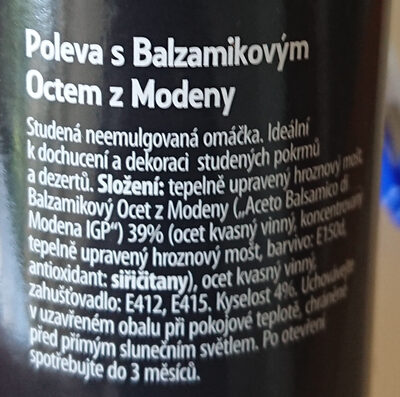 Poleva s Balzamikovým
Octem z Modeny
Studená neemulgovaná omáčka. Ideální
k dochucení a dekoraci studených pokrmů
a dezertů. Složení: tepelně upravený hroznový mošt,
Balzamikový Ocet z Modeny („Aceto Balsamico di
Modena IGP“) 39% (ocet kvasný vinný, koncentrovaný
tepelně upravený hroznový mošt, barvivo: E150d,
antioxidant: siřičitany), ocet kvasný vinný,
zahušťovadlo: E412, E415. Kyselost 4%. Uchovávejte
v uzavřeném obalu při pokojové teplotě, chráněné
před přímým slunečním světlem. Po otevření
spotřebujte do 3 měsíců.